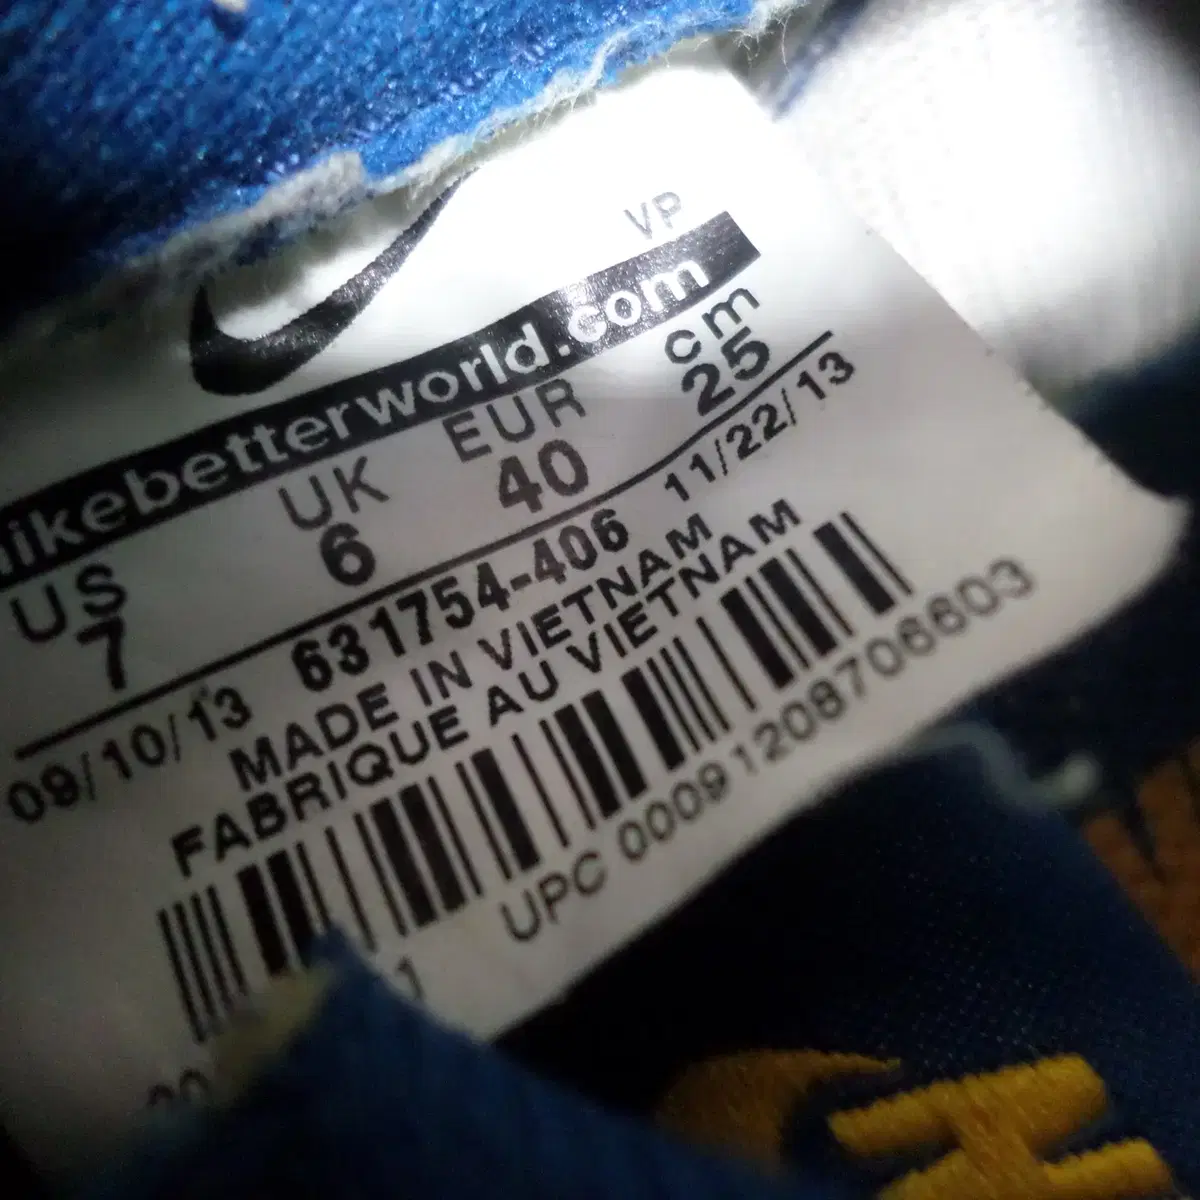 VP
nikebetterworld.com
US UK EUR cm
7 6 40 25
09/10/13 631754-406 11/22/13
MADE IN VIETNAM
FABRIQUE AU VIETNAM
UPC 00091208706603